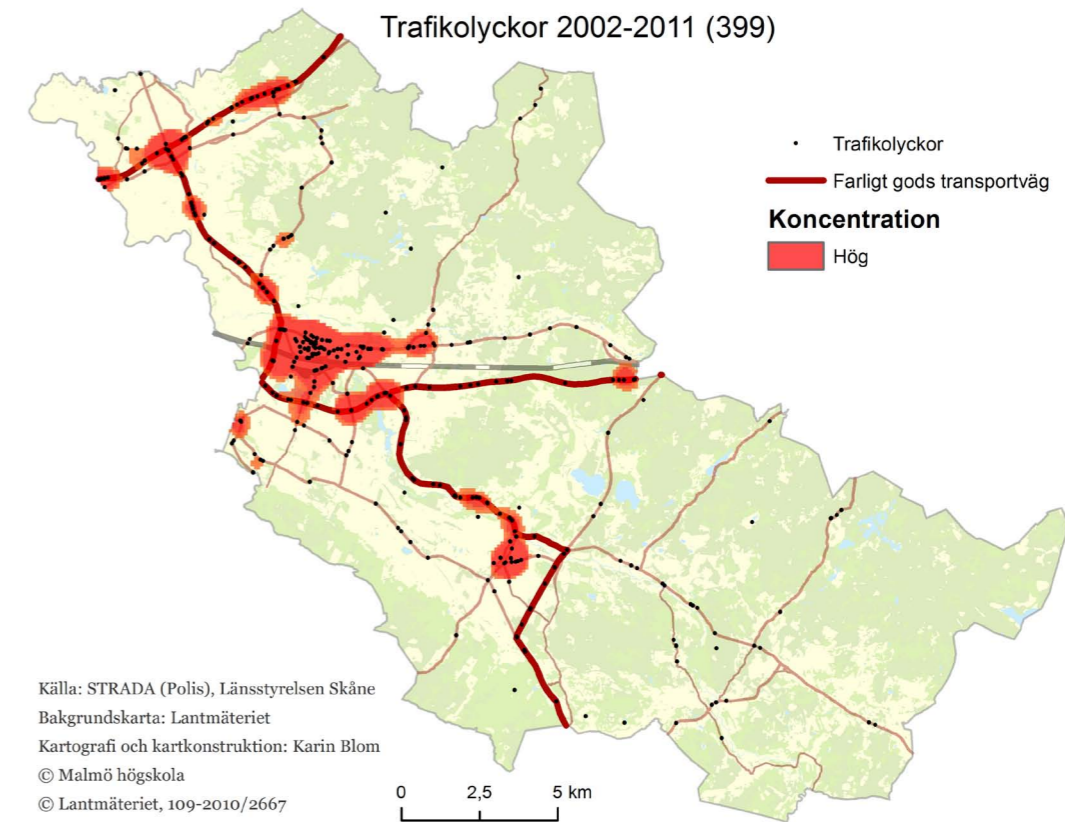 Trafikolyckor 2002-2011 (399)
Trafikolyckor
Farligt gods transportväg
Koncentration
Hög
Källa: STRADA (Polis), Länsstyrelsen Skåne
Bakgrundskarta: Lantmäteriet
Kartografi och kartkonstruktion: Karin Blom
© Malmö högskola
© Lantmäteriet, 109-2010/2667
0 2,5 5 km